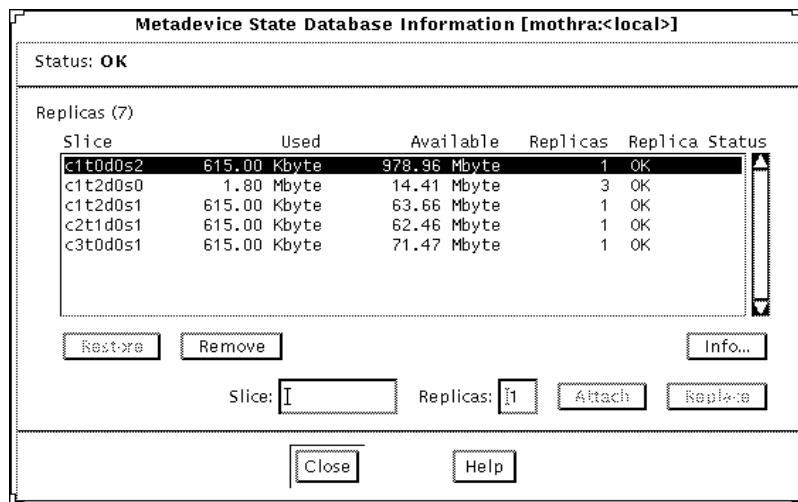 Metadevice State Database Information [mothra:<local>]
Status: OK
Replicas (7)
Slice Used Available Replicas Replica Status
c1t0d0s2 615.00 Kbyte 978.96 Mbyte 1 OK
c1t2d0s0 1.80 Mbyte 14.41 Mbyte 3 OK
c1t2d0s1 615.00 Kbyte 63.66 Mbyte 1 OK
c2t1d0s1 615.00 Kbyte 62.46 Mbyte 1 OK
c3t0d0s1 615.00 Kbyte 71.47 Mbyte 1 OK
Restore Remove Info...
Slice: Replicas: 1 Attach Replace
Close Help